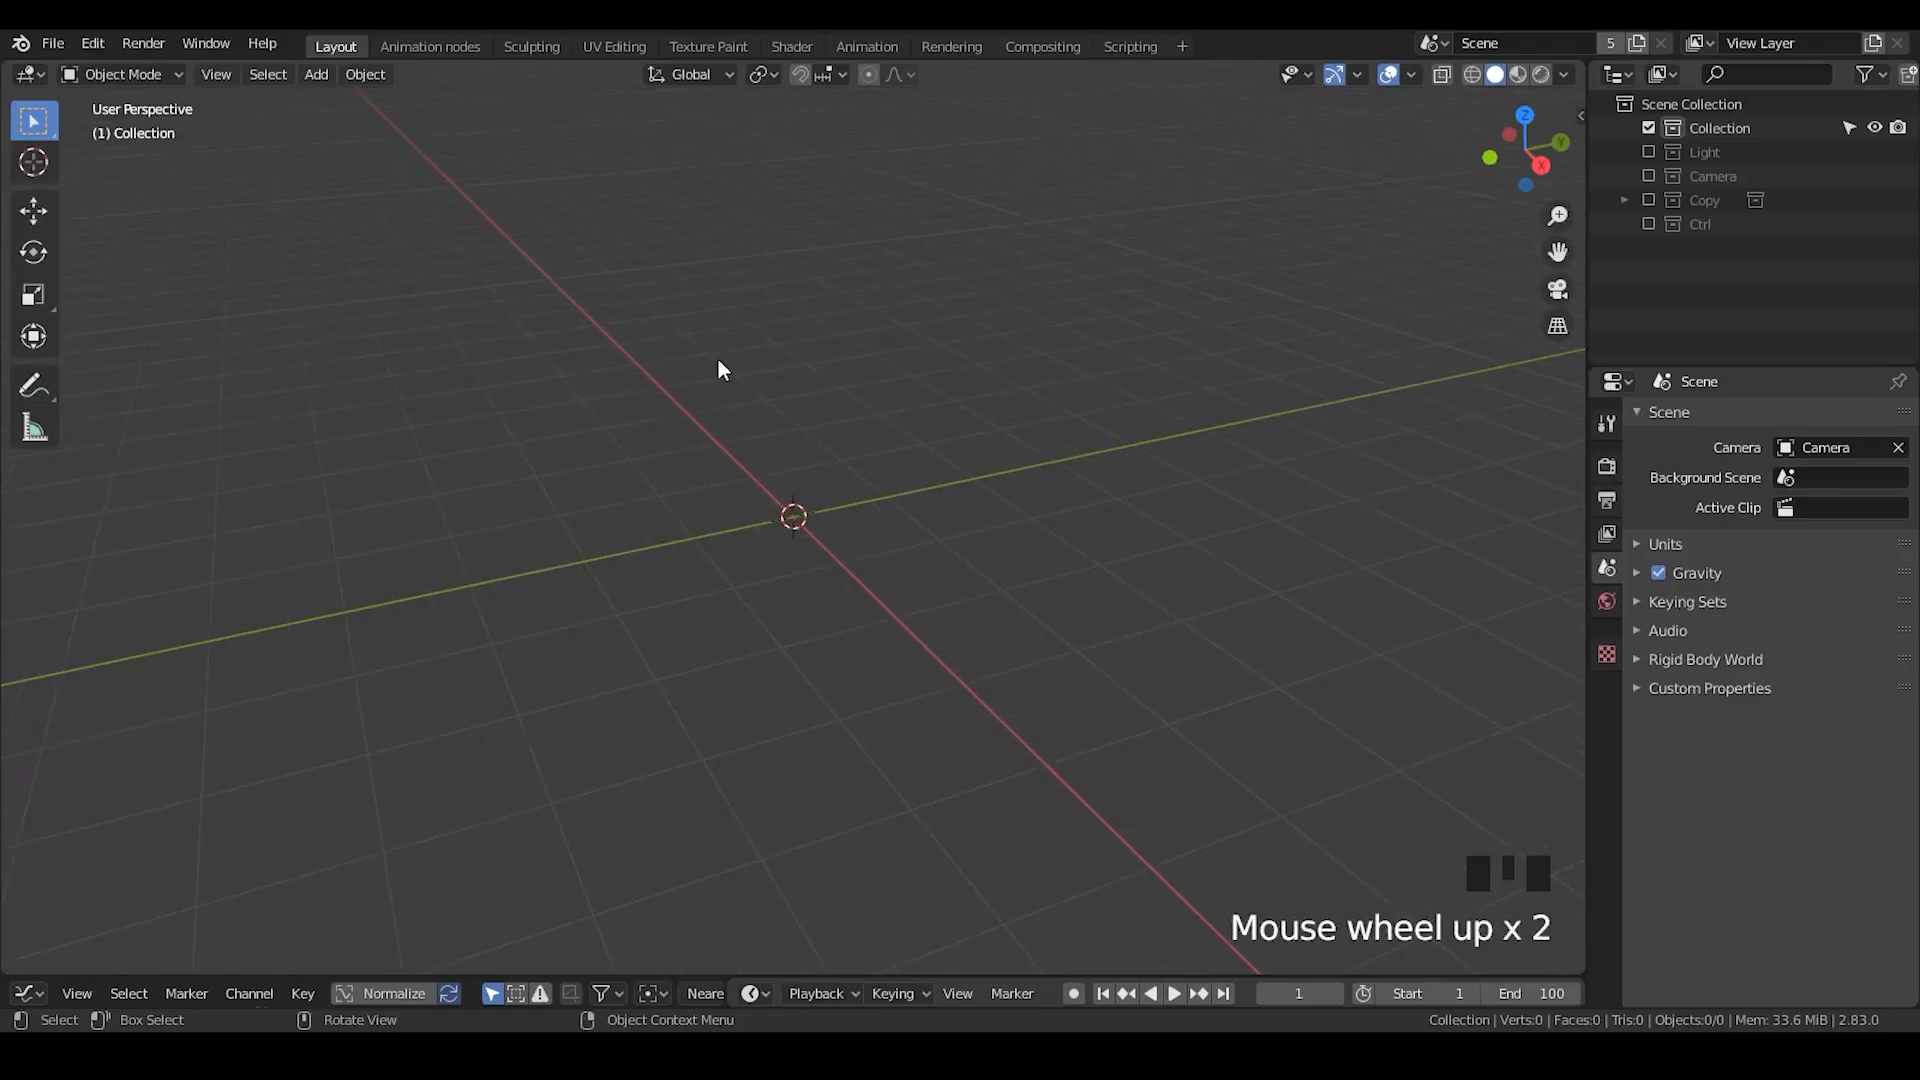 File Edit Render Window Help Layout Animation nodes Sculpting UV Editing Texture Paint Shader Animation Rendering Compositing Scripting + Scene 5 View Layer
Object Mode View Select Add Object Global
User Perspective
(1) Collection
Z
Y
X
Scene Collection
Collection
Light
Camera
Copy
Ctrl
Scene
Scene
Camera Camera
Background Scene
Active Clip
Units
Gravity
Keying Sets
Audio
Rigid Body World
Custom Properties
Mouse wheel up x 2
View Select Marker Channel Key Normalize Neare Playback Keying View Marker 1 Start 1 End 100
Select Box Select Rotate View Object Context Menu Collection | Verts:0 | Faces:0 | Tris:0 | Objects:0/0 | Mem: 33.6 MiB | 2.83.0